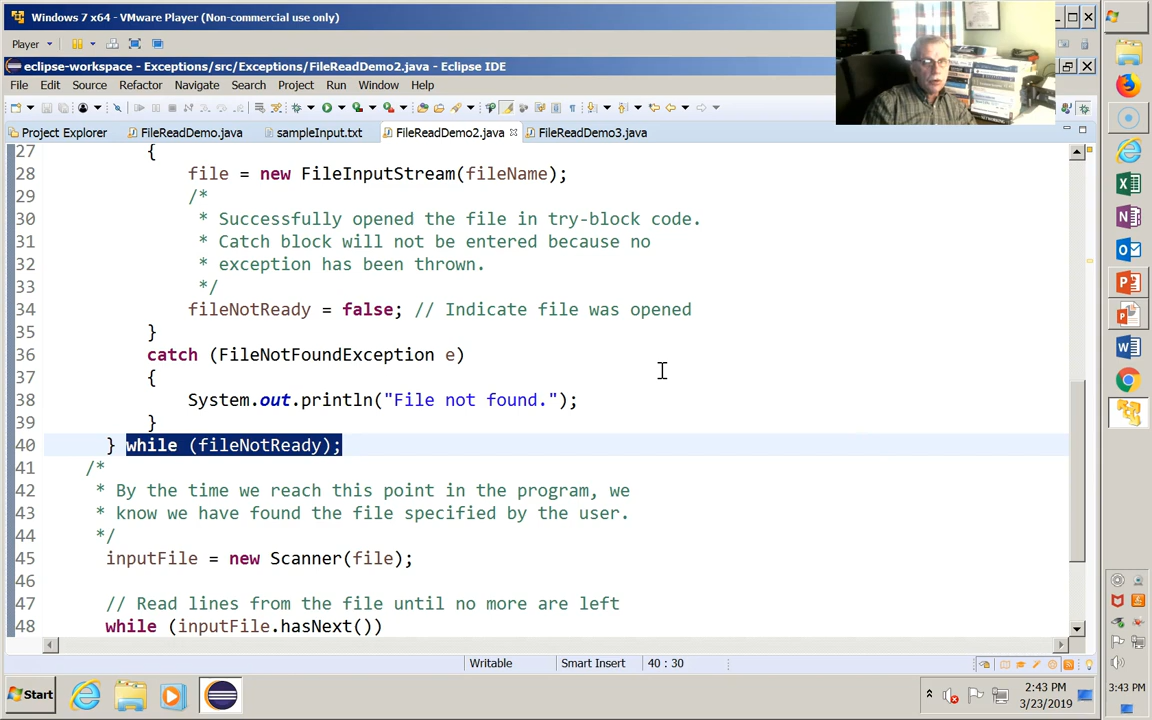 Windows 7 x64 - VMware Player (Non-commercial use only)
Player
eclipse-workspace - Exceptions/src/Exceptions/FileReadDemo2.java - Eclipse IDE
File Edit Source Refactor Navigate Search Project Run Window Help
Project Explorer FileReadDemo.java sampleInput.txt FileReadDemo2.java FileReadDemo3.java
27 {
28 file = new FileInputStream(fileName);
29 /*
30 * Successfully opened the file in try-block code.
31 * Catch block will not be entered because no
32 * exception has been thrown.
33 */
34 fileNotReady = false; // Indicate file was opened
35 }
36 catch (FileNotFoundException e)
37 {
38 System.out.println("File not found.");
39 }
40 } while (fileNotReady);
41 /*
42 * By the time we reach this point in the program, we
43 * know we have found the file specified by the user.
44 */
45 inputFile = new Scanner(file);
46
47 // Read lines from the file until no more are left
48 while (inputFile.hasNext())
Writable Smart Insert 40 : 30
Start
2:43 PM
3/23/2019
3:43 PM